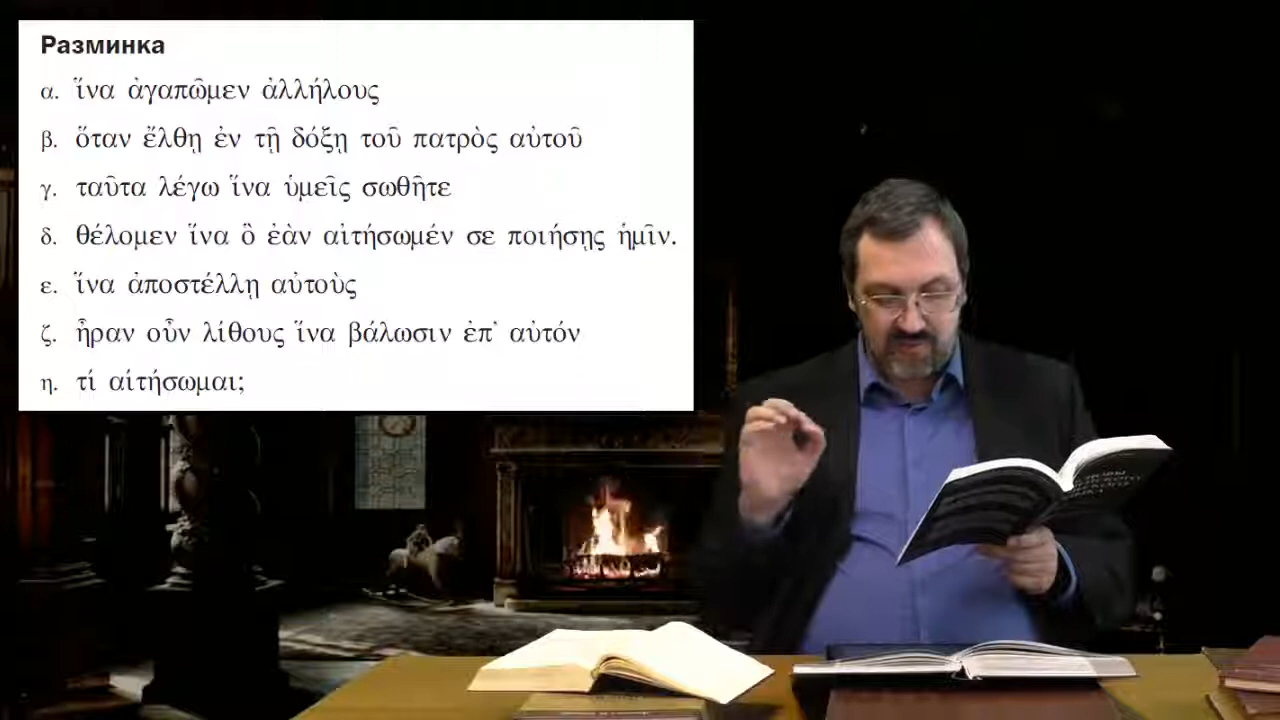 Разминка
α. ἵνα ἀγαπῶμεν ἀλλήλους
β. ὅταν ἔλθῃ ἐν τῇ δόξῃ τοῦ πατρὸς αὐτοῦ
γ. ταῦτα λέγω ἵνα ὑμεῖς σωθῆτε
δ. θέλομεν ἵνα ὃ ἐὰν αἰτήσωμέν σε ποιήσῃς ἡμῖν.
ε. ἵνα ἀποστέλλῃ αὐτοὺς
ζ. ἦραν οὖν λίθους ἵνα βάλωσιν ἐπ᾿ αὐτόν
η. τί αἰτήσωμαι;